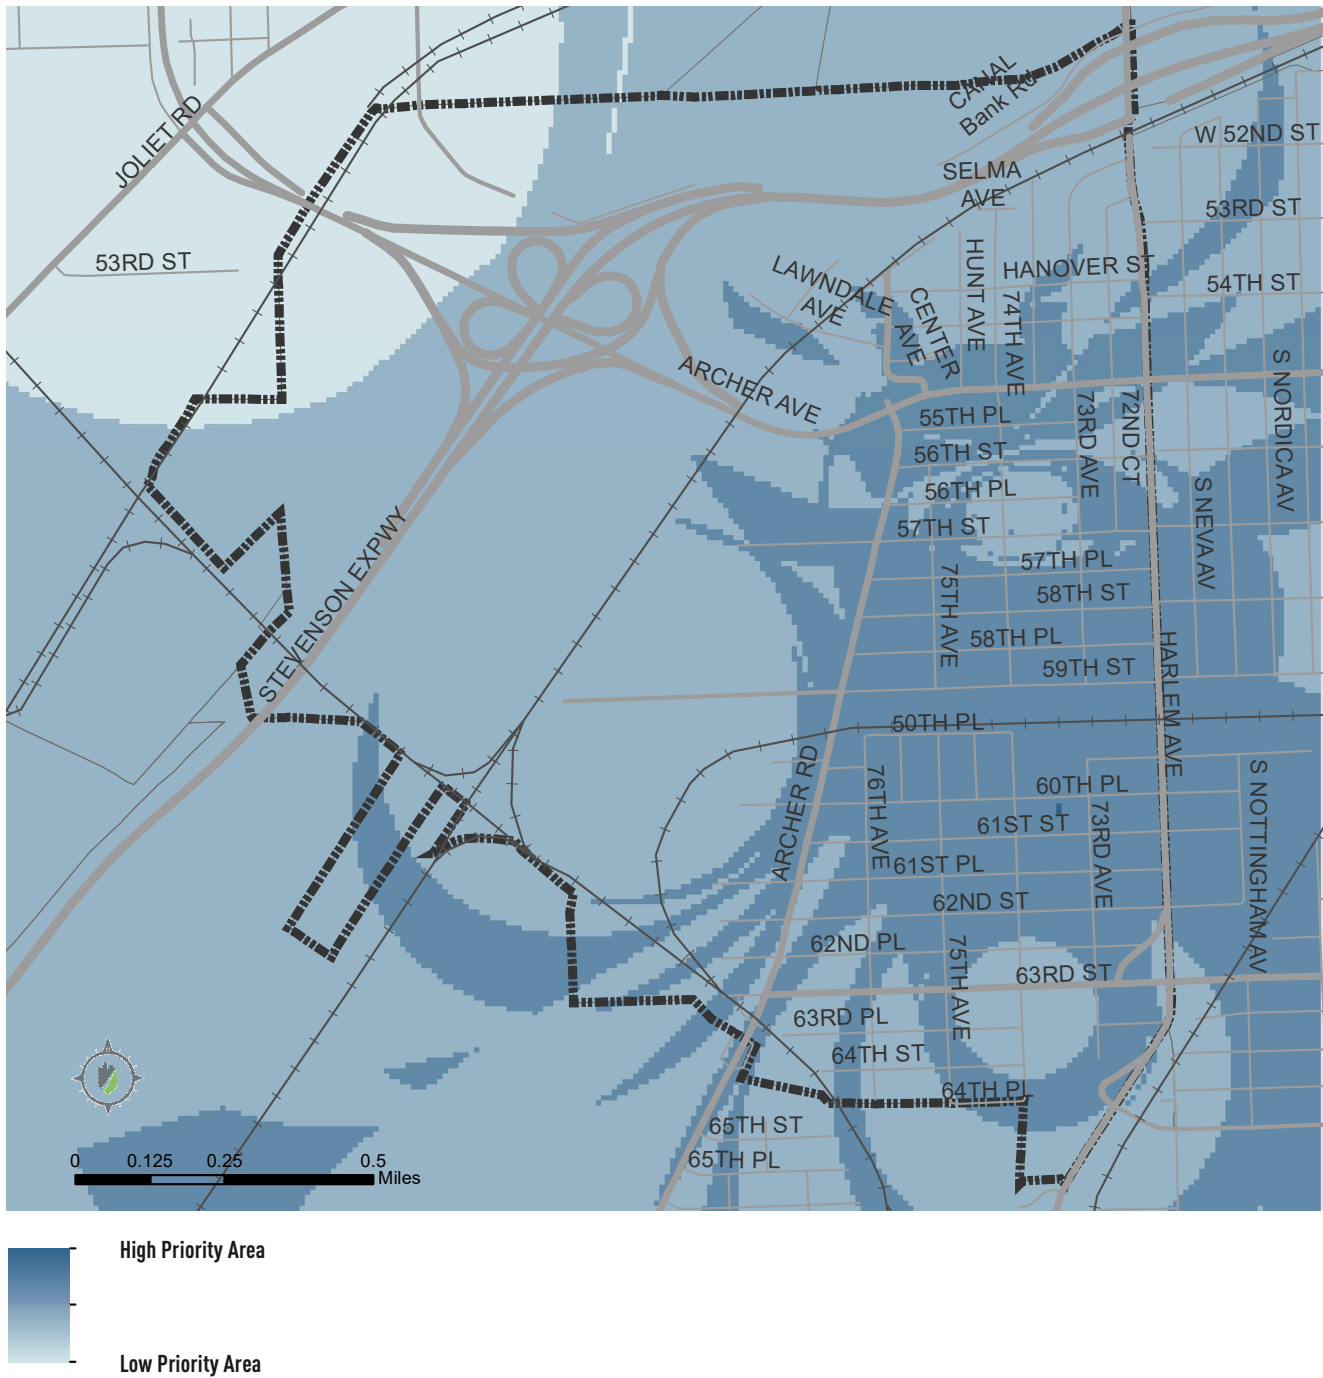 CANAL
Bank Rd
JOLIET RD
W 52ND ST
SELMA
AVE
53RD ST
53RD ST
HUNT AVE
HANOVER ST
LAWNDALE
AVE
CENTER
AVE
74TH AVE
54TH ST
S NORDICA AV
ARCHER AVE
55TH PL
73RD AVE
72ND CT
56TH ST
56TH PL
S NEVA AV
57TH ST
STEVENSON EXPWY
57TH PL
75TH AVE
58TH ST
58TH PL
HARLEM AVE
59TH ST
50TH PL
ARCHER RD
76TH AVE
60TH PL
S NOTTINGHAM AV
73RD AVE
61ST ST
61ST PL
62ND ST
62ND PL
75TH AVE
63RD ST
63RD PL
64TH ST
64TH PL
65TH ST
65TH PL
0 0.125 0.25 0.5
Miles
High Priority Area
Low Priority Area